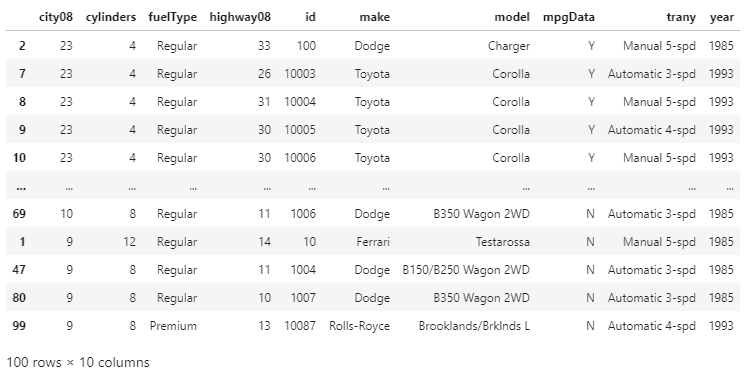 city08 cylinders fuelType highway08 id make model mpgData trany year
2 23 4 Regular 33 100 Dodge Charger Y Manual 5-spd 1985
7 23 4 Regular 26 10003 Toyota Corolla Y Automatic 3-spd 1993
8 23 4 Regular 31 10004 Toyota Corolla Y Manual 5-spd 1993
9 23 4 Regular 30 10005 Toyota Corolla Y Automatic 4-spd 1993
10 23 4 Regular 30 10006 Toyota Corolla Y Manual 5-spd 1993
... ... ... ... ... ... ... ... ... ... ...
69 10 8 Regular 11 1006 Dodge B350 Wagon 2WD N Automatic 3-spd 1985
1 9 12 Regular 14 10 Ferrari Testarossa N Manual 5-spd 1985
47 9 8 Regular 11 1004 Dodge B150/B250 Wagon 2WD N Automatic 3-spd 1985
80 9 8 Regular 10 1007 Dodge B350 Wagon 2WD N Automatic 3-spd 1985
99 9 8 Premium 13 10087 Rolls-Royce Brooklands/Brklnds L N Automatic 4-spd 1993
100 rows × 10 columns